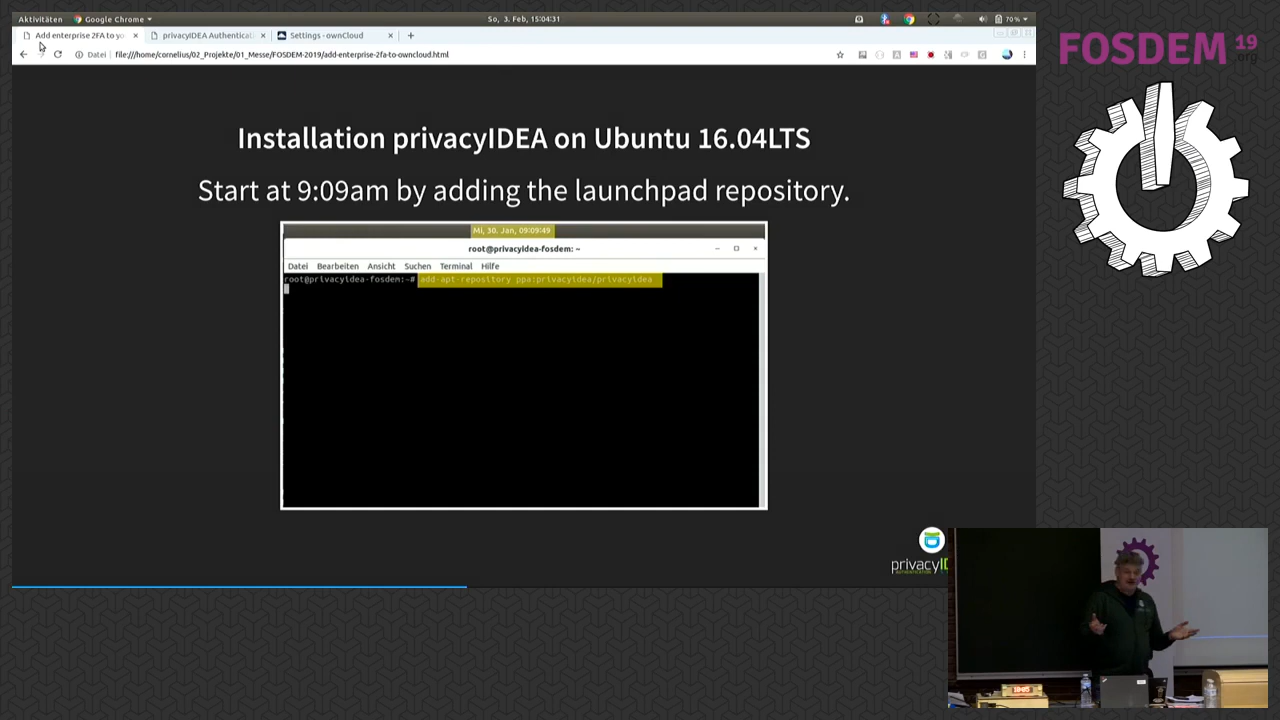 Aktivitäten Google Chrome So, 3. Feb, 15:04:31 70%
Add enterprise 2FA to yo privacyIDEA Authenticati Settings - ownCloud
Datei file:///home/cornelius/02_Projekte/01_Messe/FOSDEM-2019/add-enterprise-2fa-to-owncloud.html
FOSDEM 19
.org
Installation privacyIDEA on Ubuntu 16.04LTS
Start at 9:09am by adding the launchpad repository.
Mi, 30. Jan, 09:09:49
root@privacyidea-fosdem: ~
Datei Bearbeiten Ansicht Suchen Terminal Hilfe
root@privacyidea-fosdem:~# add-apt-repository ppa:privacyidea/privacyidea
privacyID